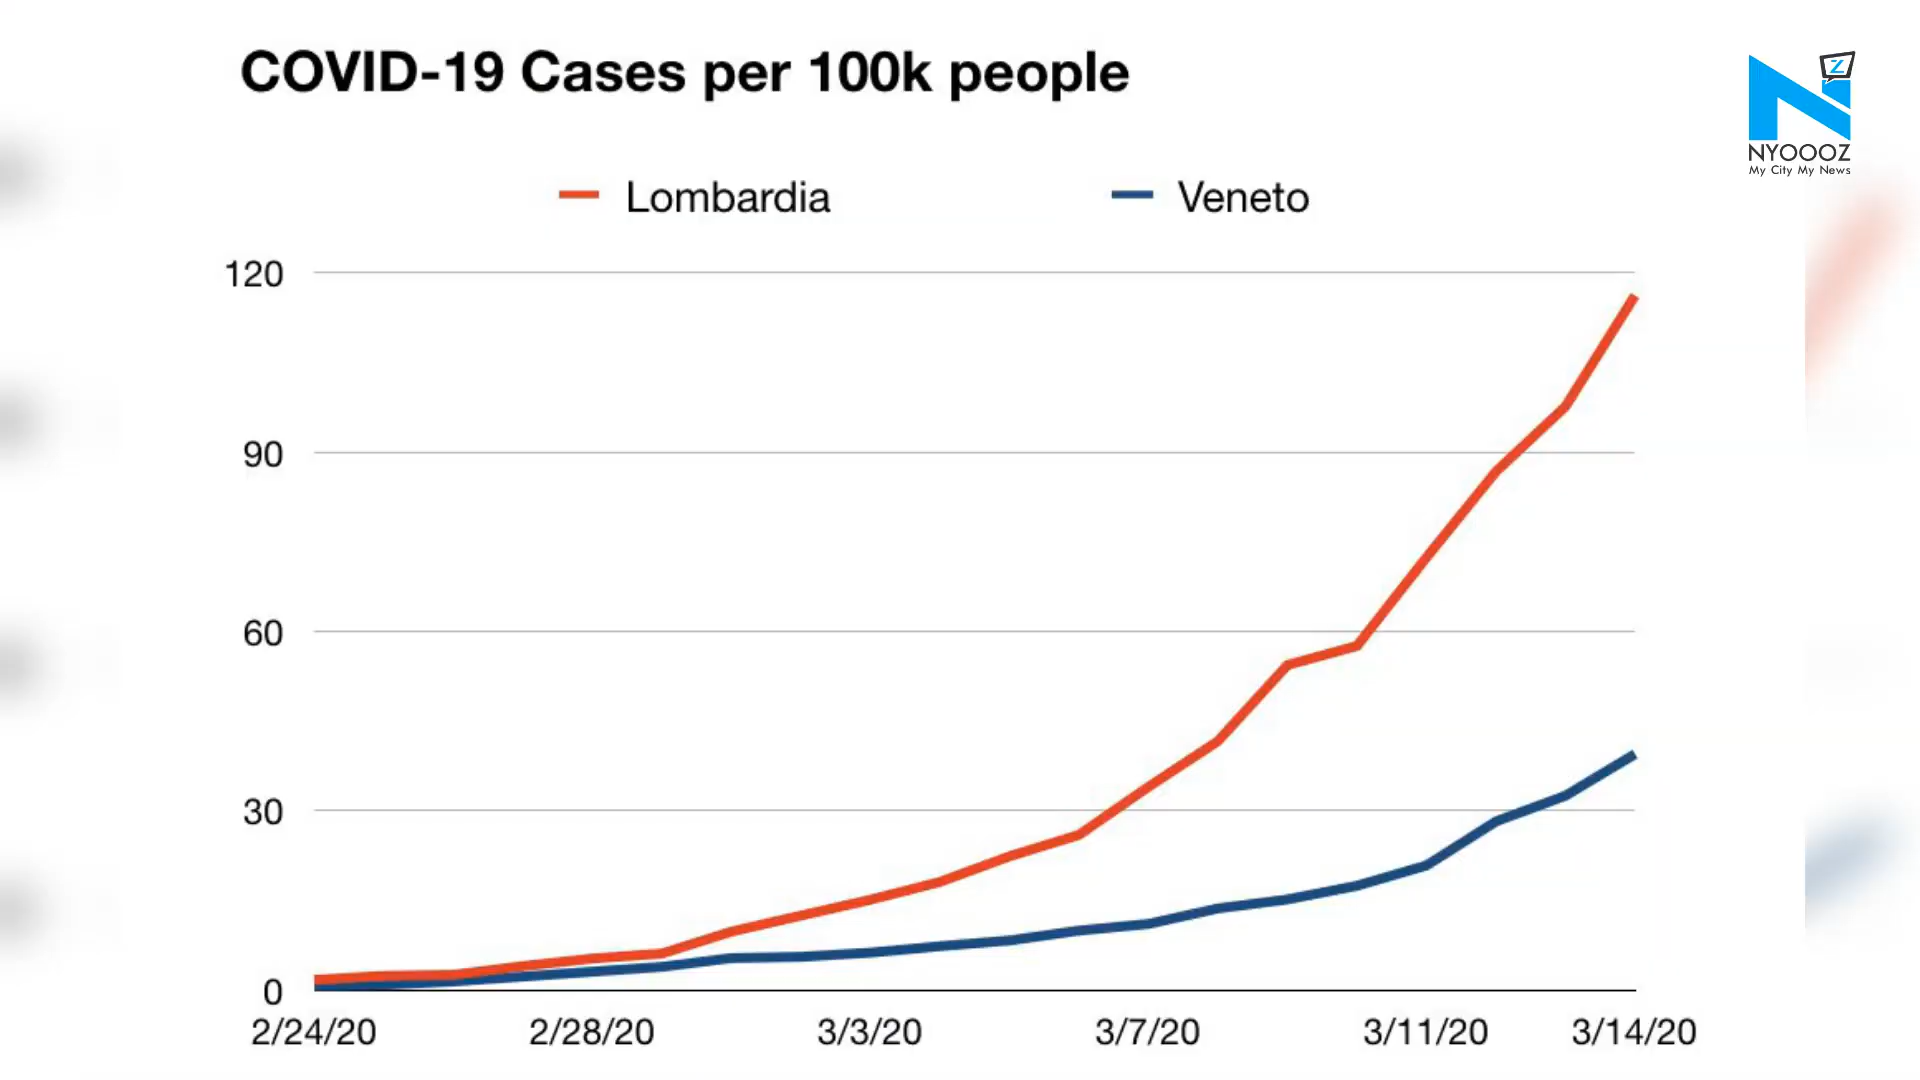 COVID-19 Cases per 100k people
Z
NYOOOZ
My City My News
Lombardia
Veneto
120
90
60
30
0
2/24/20
2/28/20
3/3/20
3/7/20
3/11/20
3/14/20